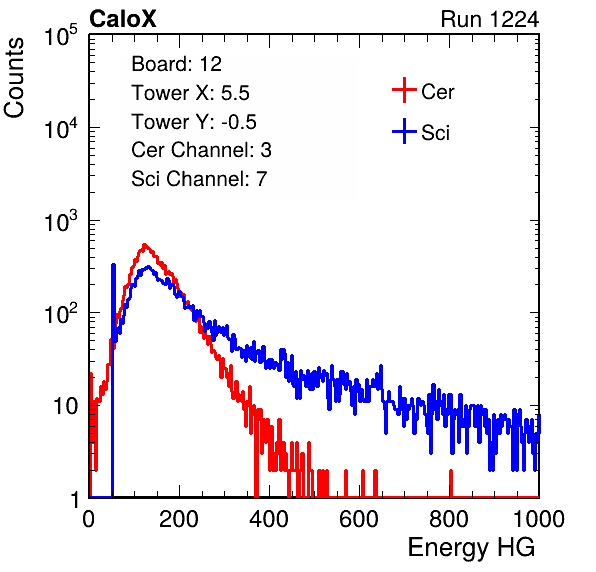 CaloX Run 1224
Counts
10^5
10^4
10^3
10^2
10
1
Board: 12
Tower X: 5.5
Tower Y: -0.5
Cer Channel: 3
Sci Channel: 7
Cer
Sci
0 200 400 600 800 1000
Energy HG